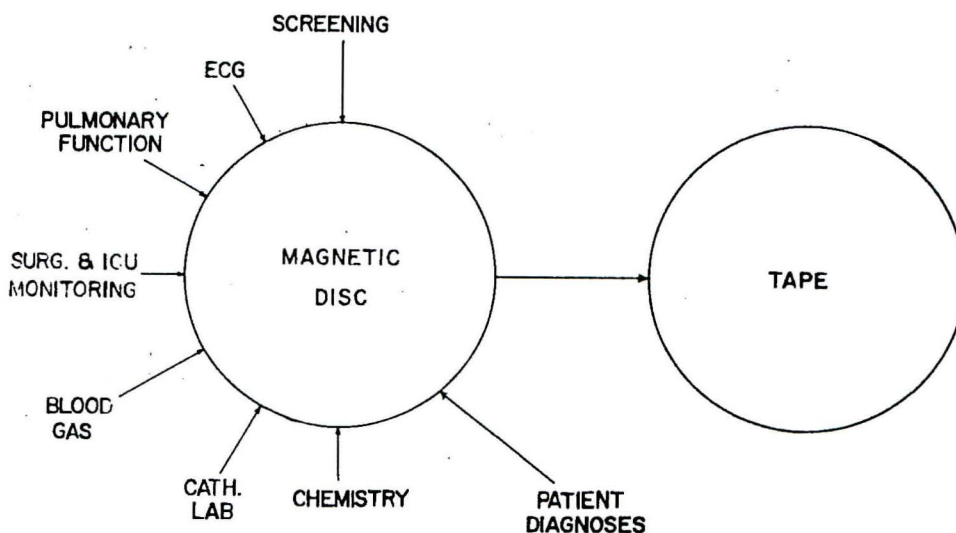 SCREENING
ECG
PULMONARY
FUNCTION
SURG. & ICU
MONITORING
MAGNETIC
DISC
TAPE
BLOOD
GAS
CATH.
LAB
CHEMISTRY
PATIENT
DIAGNOSES